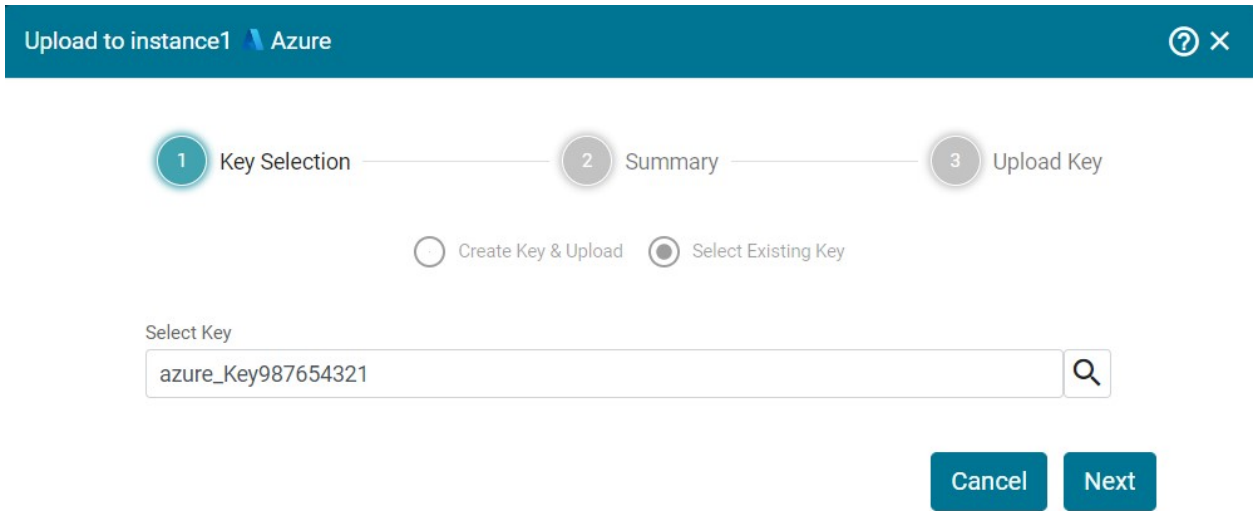 Upload to instance1 Azure
1 Key Selection 2 Summary 3 Upload Key
Create Key & Upload Select Existing Key
Select Key
azure_Key987654321
Cancel Next